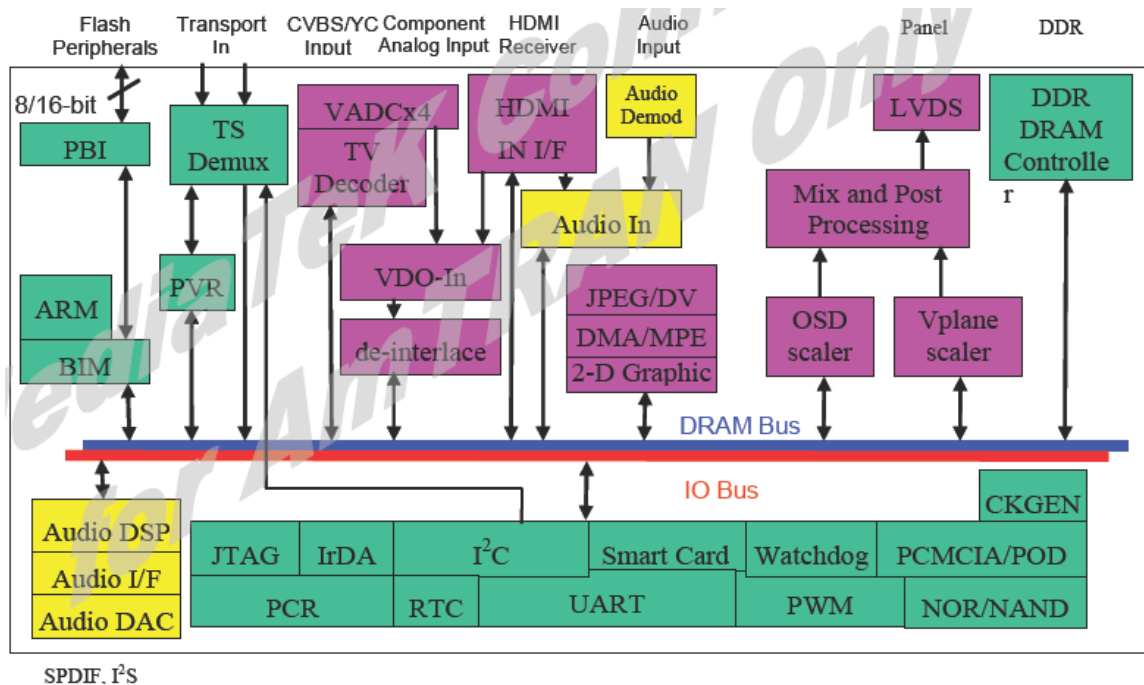 Flash
Peripherals
Transport
In
CVBS/YC
Input
Component
Analog Input
HDMI
Receiver
Audio
Input
Panel
DDR
8/16-bit
PBI
TS
Demux
VADCx4
TV
Decoder
HDMI
IN I/F
Audio
Demod
LVDS
DDR
DRAM
Controlle
r
Mix and Post
Processing
Audio In
ARM
BIM
PVR
VDO-In
de-interlace
JPEG/DV
DMA/MPE
2-D Graphic
OSD
scaler
Vplane
scaler
DRAM Bus
IO Bus
CKGEN
Audio DSP
Audio I/F
Audio DAC
JTAG
IrDA
I²C
Smart Card
Watchdog
PCMCIA/POD
PCR
RTC
UART
PWM
NOR/NAND
SPDIF, I²S
for AmTRAN Only